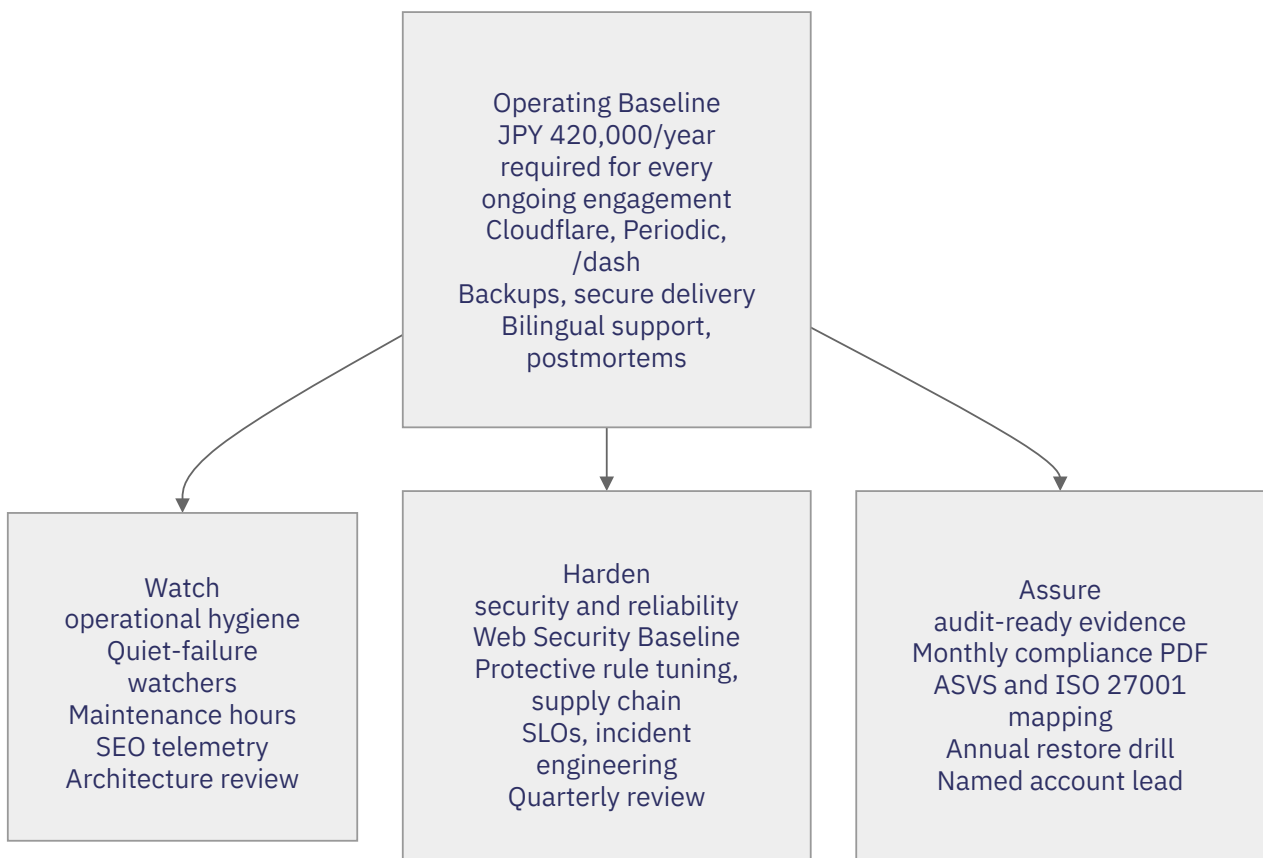 Operating Baseline
JPY 420,000/year
required for every
ongoing engagement
Cloudflare, Periodic,
/dash
Backups, secure delivery
Bilingual support,
postmortems
Watch
operational hygiene
Quiet-failure
watchers
Maintenance hours
SEO telemetry
Architecture review
Harden
security and reliability
Web Security Baseline
Protective rule tuning,
supply chain
SLOs, incident
engineering
Quarterly review
Assure
audit-ready evidence
Monthly compliance PDF
ASVS and ISO 27001
mapping
Annual restore drill
Named account lead